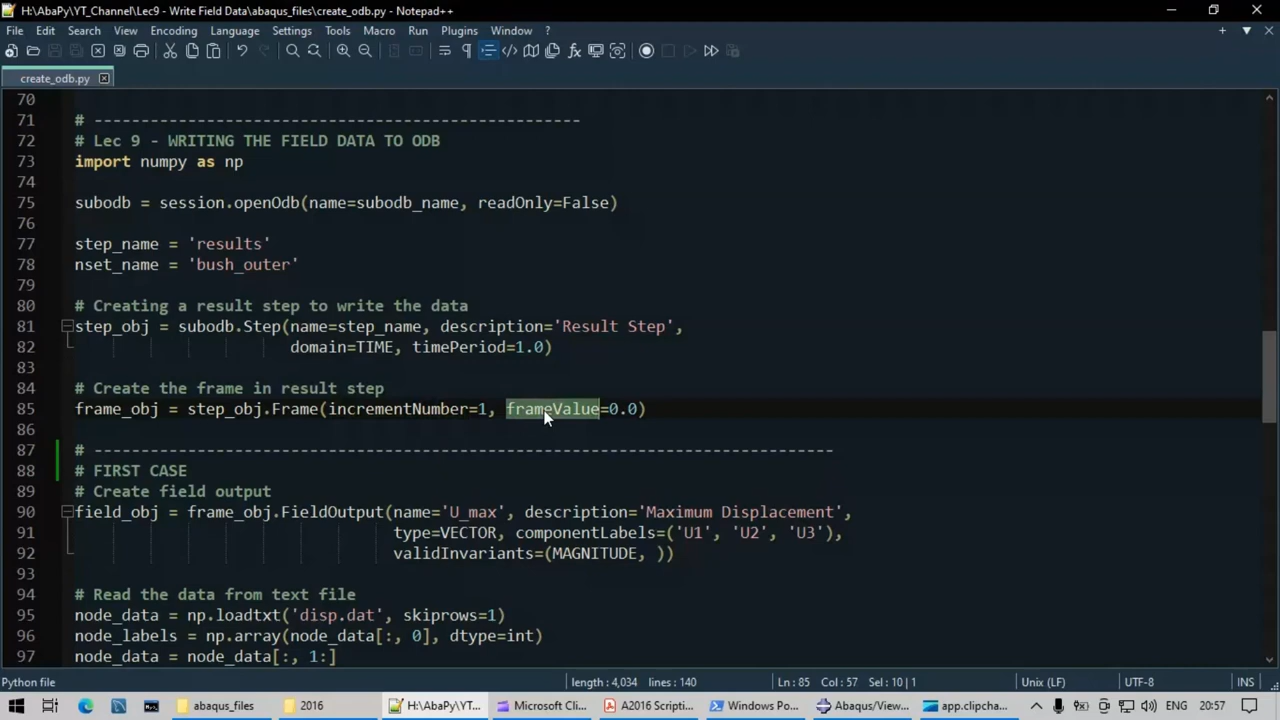 H:\AbaPy\YT_Channel\Lec9 - Write Field Data\abaqus_files\create_odb.py - Notepad++
File Edit Search View Encoding Language Settings Tools Macro Run Plugins Window ?
create_odb.py
70
71 # ----------------------------------------------------
72 # Lec 9 - WRITING THE FIELD DATA TO ODB
73 import numpy as np
74
75 subodb = session.openOdb(name=subodb_name, readOnly=False)
76
77 step_name = 'results'
78 nset_name = 'bush_outer'
79
80 # Creating a result step to write the data
81 step_obj = subodb.Step(name=step_name, description='Result Step',
82 domain=TIME, timePeriod=1.0)
83
84 # Create the frame in result step
85 frame_obj = step_obj.Frame(incrementNumber=1, frameValue=0.0)
86
87 # -------------------------------------------------------------------------------
88 # FIRST CASE
89 # Create field output
90 field_obj = frame_obj.FieldOutput(name='U_max', description='Maximum Displacement',
91 type=VECTOR, componentLabels=('U1', 'U2', 'U3'),
92 validInvariants=(MAGNITUDE, ))
93
94 # Read the data from text file
95 node_data = np.loadtxt('disp.dat', skiprows=1)
96 node_labels = np.array(node_data[:, 0], dtype=int)
97 node_data = node_data[:, 1:]
Python file length : 4,034 lines : 140 Ln : 85 Col : 57 Sel : 10 | 1 Unix (LF) UTF-8 INS
abaqus_files 2016 H:\AbaPy\YT... Microsoft Cli... A2016 Scripti... Windows Po... Abaqus/View... app.clipcha... ENG 20:57